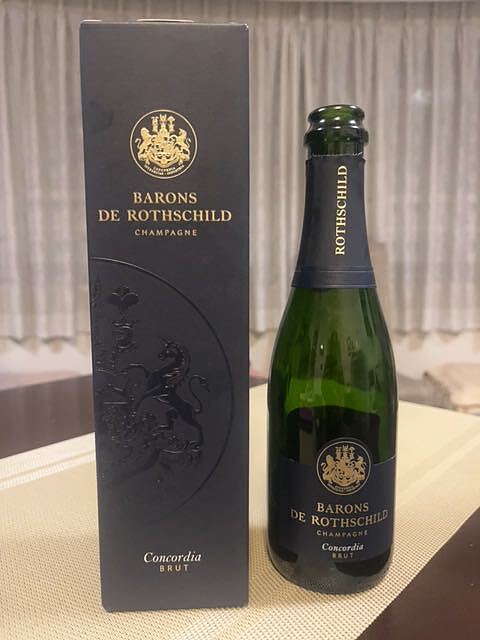 BARONS
DE ROTHSCHILD
CHAMPAGNE
Concordia
BRUT
ROTHSCHILD
BARONS
DE ROTHSCHILD
CHAMPAGNE
Concordia
BRUT